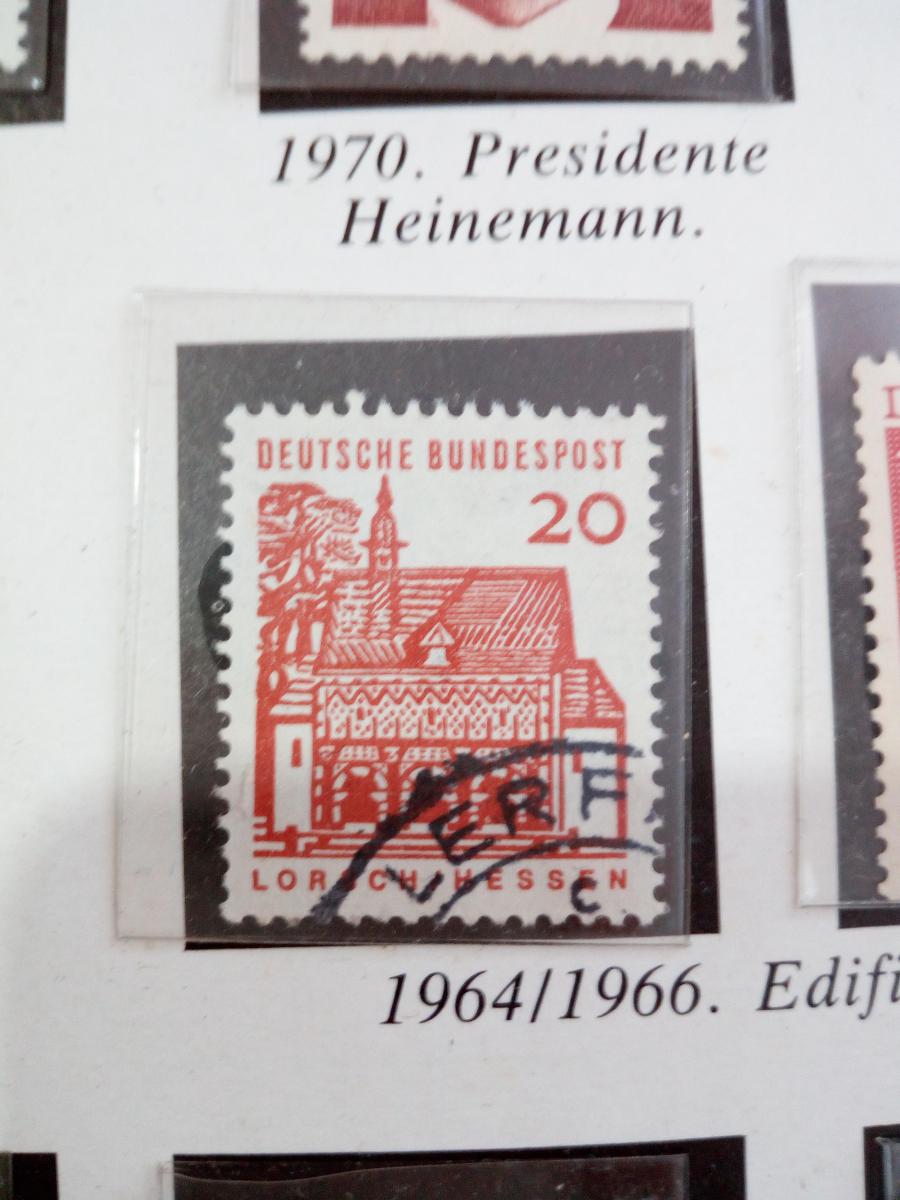 1970. Presidente
Heinemann.
DEUTSCHE BUNDESPOST
20
LORSCH HESSEN
ERF
c
1964/1966. Edifi